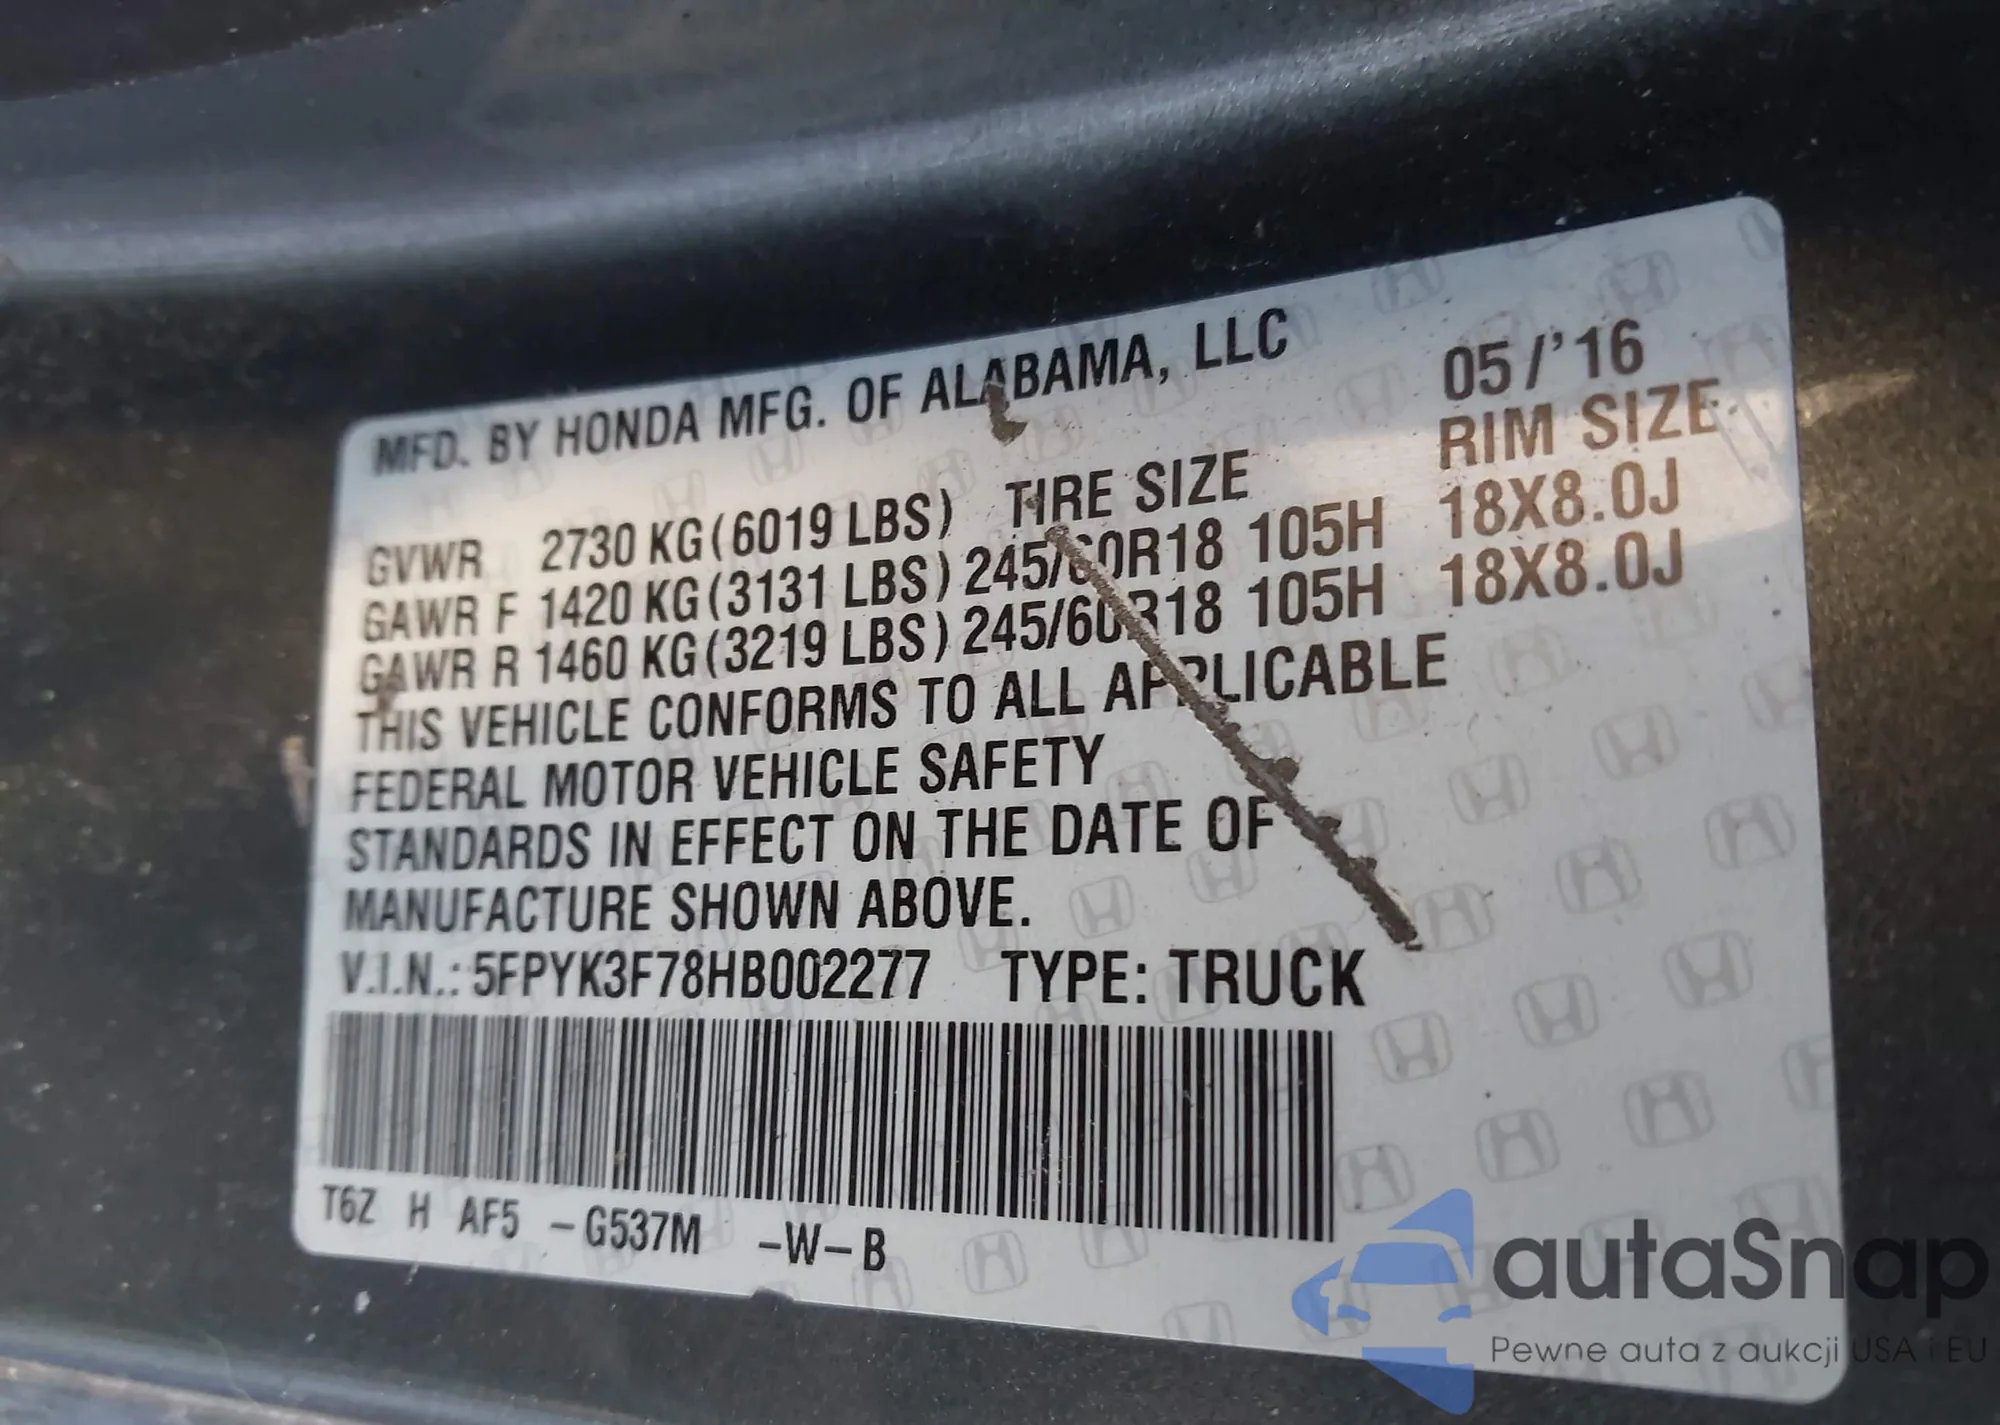 MFD. BY HONDA MFG. OF ALABAMA, LLC 05/'16
GVWR 2730 KG(6019 LBS) TIRE SIZE RIM SIZE
GAWR F 1420 KG(3131 LBS) 245/60R18 105H 18X8.0J
GAWR R 1460 KG(3219 LBS) 245/60R18 105H 18X8.0J
THIS VEHICLE CONFORMS TO ALL APPLICABLE
FEDERAL MOTOR VEHICLE SAFETY
STANDARDS IN EFFECT ON THE DATE OF
MANUFACTURE SHOWN ABOVE.
V.I.N.: 5FPYK3F78HB002277 TYPE: TRUCK
T6Z H AF5 -G537M -W-B
autaSnap
Pewne auta z aukcji USA i EU